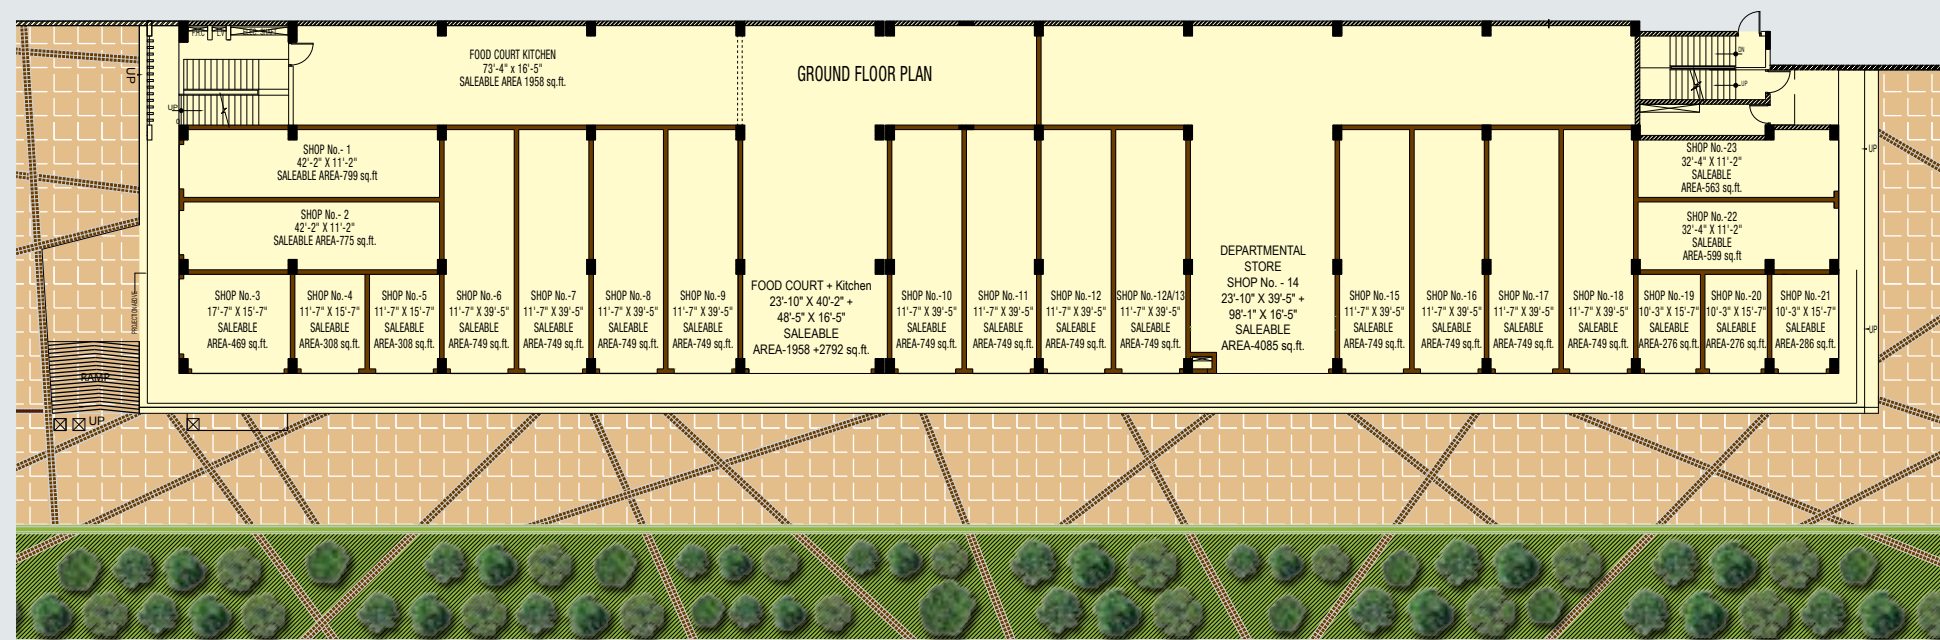 FOOD COURT KITCHEN
73'-4" x 16'-5"
SALEABLE AREA 1958 sq.ft.
GROUND FLOOR PLAN
UP
UP
DN
UP
SHOP No.- 1
42'-2" X 11'-2"
SALEABLE AREA-799 sq.ft
SHOP No.- 2
42'-2" X 11'-2"
SALEABLE AREA-775 sq.ft.
SHOP No.-3
17'-7" X 15'-7"
SALEABLE
AREA-469 sq.ft.
SHOP No.-4
11'-7" X 15'-7"
SALEABLE
AREA-308 sq.ft.
SHOP No.-5
11'-7" X 15'-7"
SALEABLE
AREA-308 sq.ft.
SHOP No.-6
11'-7" X 39'-5"
SALEABLE
AREA-749 sq.ft.
SHOP No.-7
11'-7" X 39'-5"
SALEABLE
AREA-749 sq.ft.
SHOP No.-8
11'-7" X 39'-5"
SALEABLE
AREA-749 sq.ft.
SHOP No.-9
11'-7" X 39'-5"
SALEABLE
AREA-749 sq.ft.
FOOD COURT + Kitchen
23'-10" X 40'-2" +
48'-5" X 16'-5"
SALEABLE
AREA-1958 +2792 sq.ft.
SHOP No.-10
11'-7" X 39'-5"
SALEABLE
AREA-749 sq.ft.
SHOP No.-11
11'-7" X 39'-5"
SALEABLE
AREA-749 sq.ft.
SHOP No.-12
11'-7" X 39'-5"
SALEABLE
AREA-749 sq.ft.
SHOP No.-12A/13
11'-7" X 39'-5"
SALEABLE
AREA-749 sq.ft.
DEPARTMENTAL
STORE
SHOP No. - 14
23'-10" X 39'-5" +
98'-1" X 16'-5"
SALEABLE
AREA-4085 sq.ft.
SHOP No.-15
11'-7" X 39'-5"
SALEABLE
AREA-749 sq.ft.
SHOP No.-16
11'-7" X 39'-5"
SALEABLE
AREA-749 sq.ft.
SHOP No.-17
11'-7" X 39'-5"
SALEABLE
AREA-749 sq.ft.
SHOP No.-18
11'-7" X 39'-5"
SALEABLE
AREA-749 sq.ft.
SHOP No.-23
32'-4" X 11'-2"
SALEABLE
AREA-563 sq.ft.
SHOP No.-22
32'-4" X 11'-2"
SALEABLE
AREA-599 sq.ft
SHOP No.-19
10'-3" X 15'-7"
SALEABLE
AREA-276 sq.ft.
SHOP No.-20
10'-3" X 15'-7"
SALEABLE
AREA-276 sq.ft.
SHOP No.-21
10'-3" X 15'-7"
SALEABLE
AREA-286 sq.ft.
UP
UP
PROJECTION ABOVE
RAMP
UP